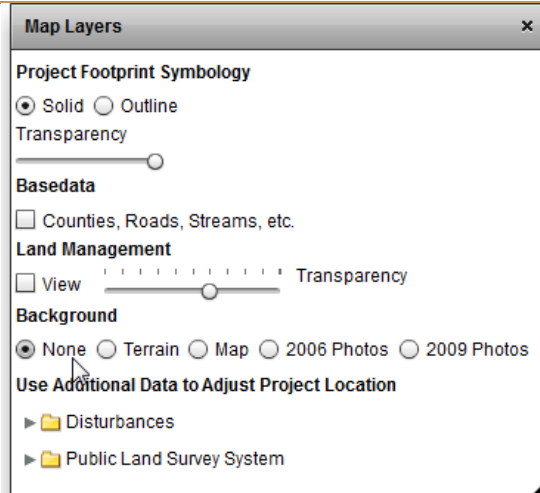 Map Layers
Project Footprint Symbology
Solid Outline
Transparency
Basedata
Counties, Roads, Streams, etc.
Land Management
View Transparency
Background
None Terrain Map 2006 Photos 2009 Photos
Use Additional Data to Adjust Project Location
Disturbances
Public Land Survey System